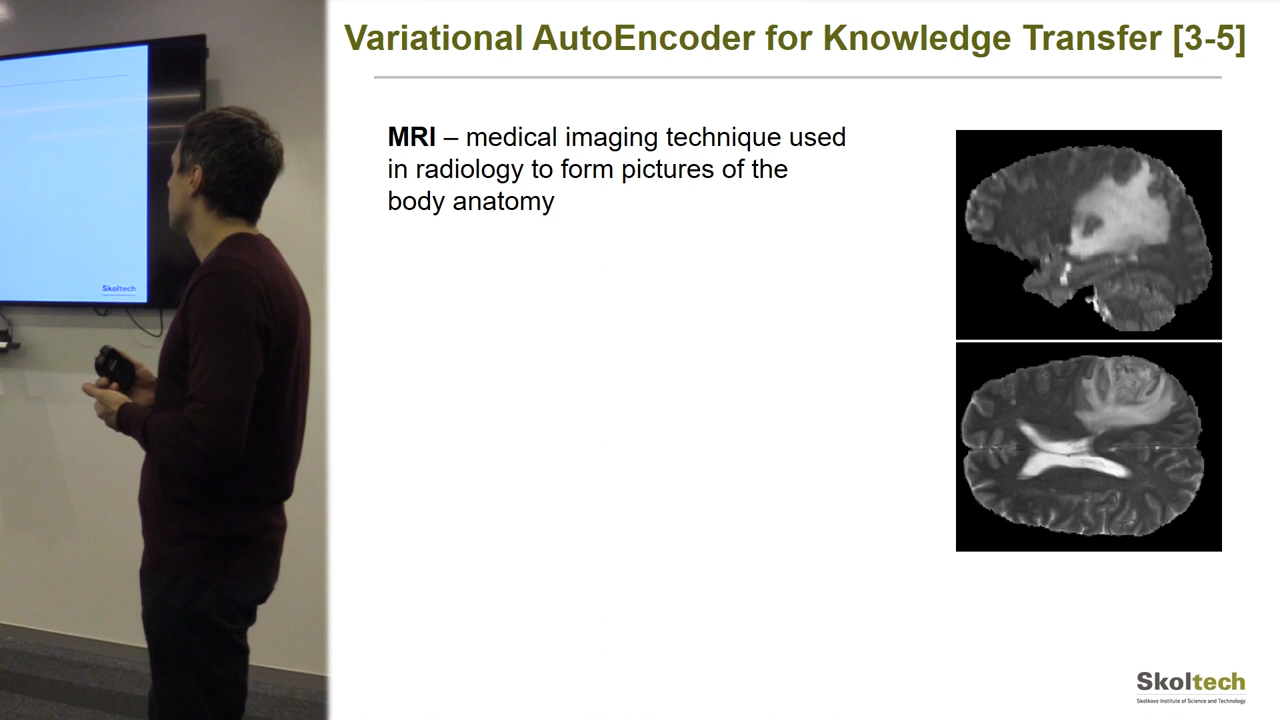 Variational AutoEncoder for Knowledge Transfer [3-5]
MRI – medical imaging technique used
in radiology to form pictures of the
body anatomy
Skoltech
Skoltech
Skolkovo Institute of Science and Technology